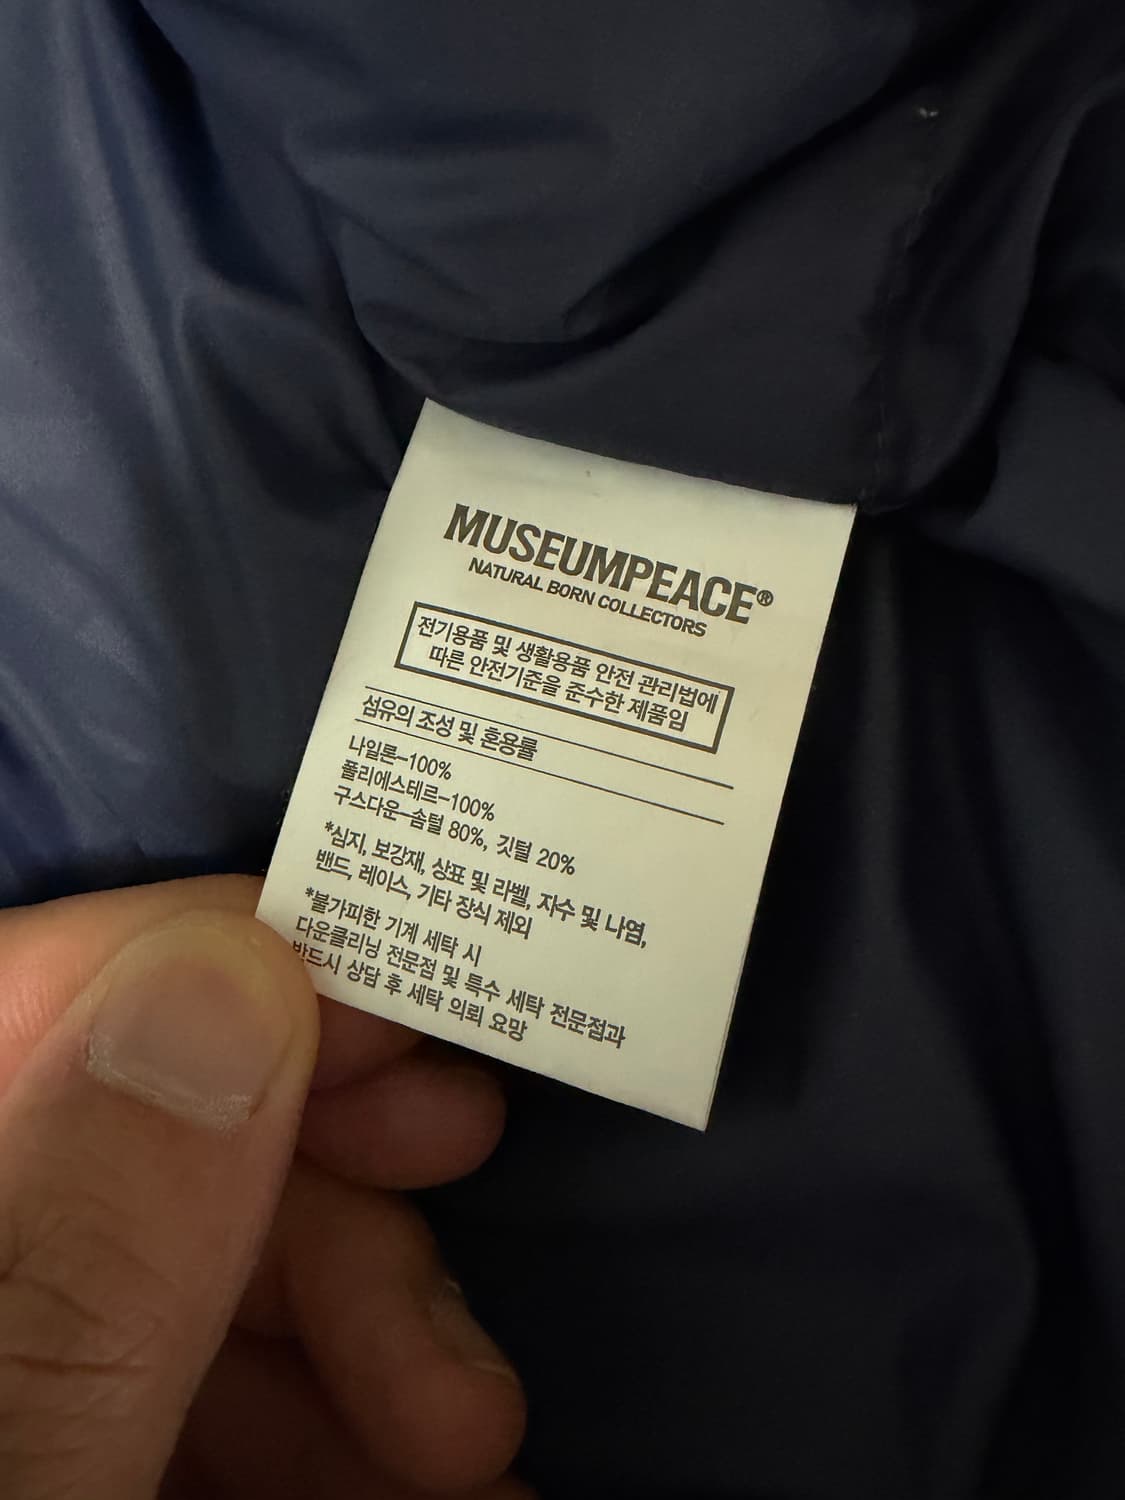 MUSEUMPEACE®
NATURAL BORN COLLECTORS
전기용품 및 생활용품 안전 관리법에
따른 안전기준을 준수한 제품임
섬유의 조성 및 혼용률
나일론-100%
폴리에스테르-100%
구스다운-솜털 80%, 깃털 20%
*심지, 보강재, 상표 및 라벨, 자수 및 나염,
밴드, 레이스, 기타 장식 제외
*불가피한 기계 세탁 시
다운클리닝 전문점 및 특수 세탁 전문점과
반드시 상담 후 세탁 의뢰 요망